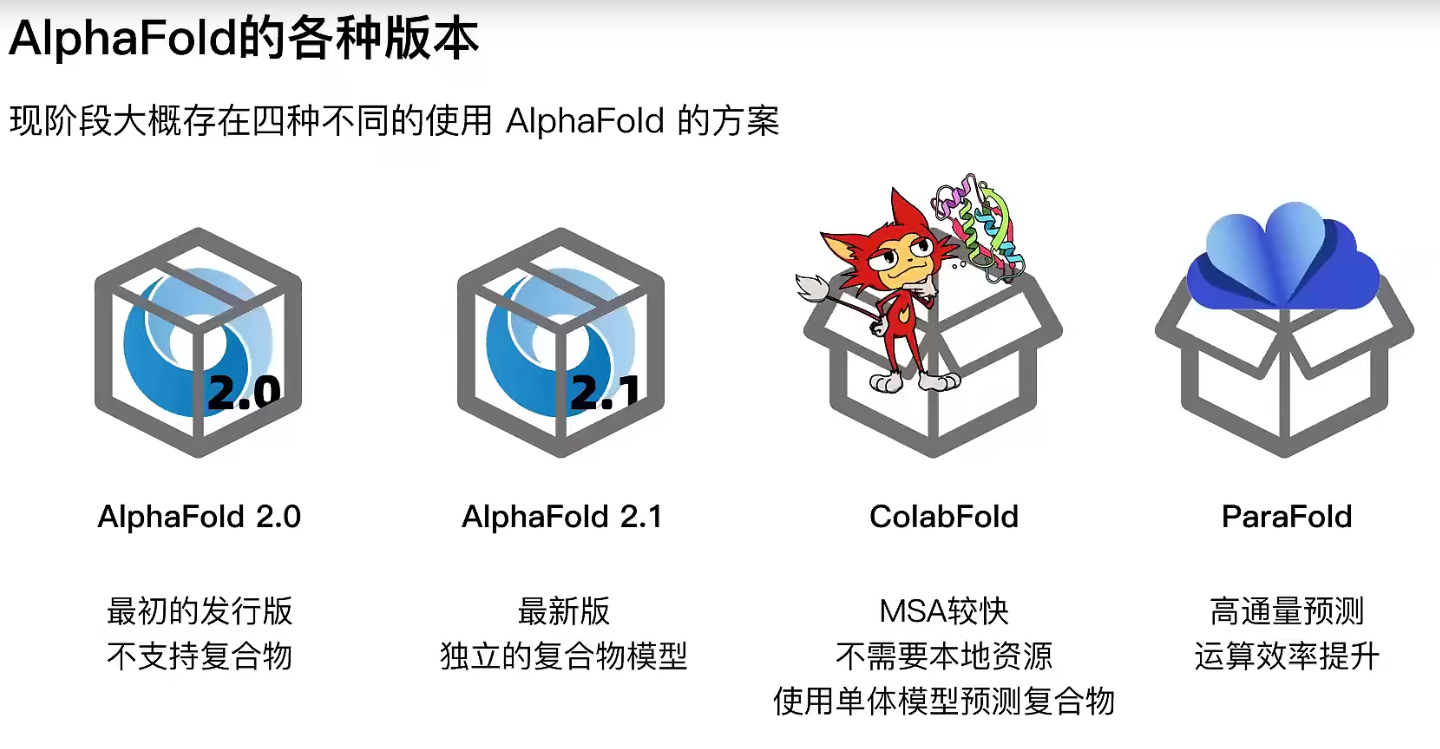 AlphaFold的各种版本
现阶段大概存在四种不同的使用 AlphaFold 的方案
2.0
2.1
AlphaFold 2.0
AlphaFold 2.1
ColabFold
ParaFold
最初的发行版
不支持复合物
最新版
独立的复合物模型
MSA较快
不需要本地资源
使用单体模型预测复合物
高通量预测
运算效率提升